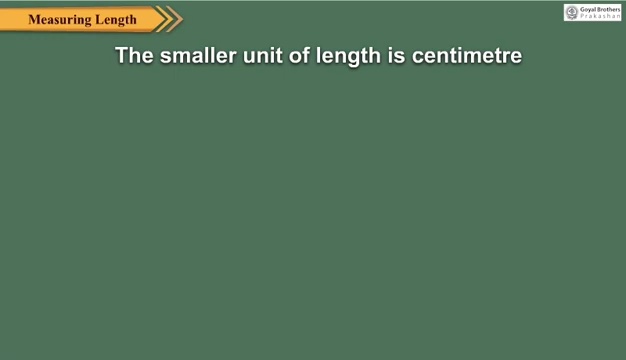 Measuring Length
Goyal Brothers
Prakashan
The smaller unit of length is centimetre